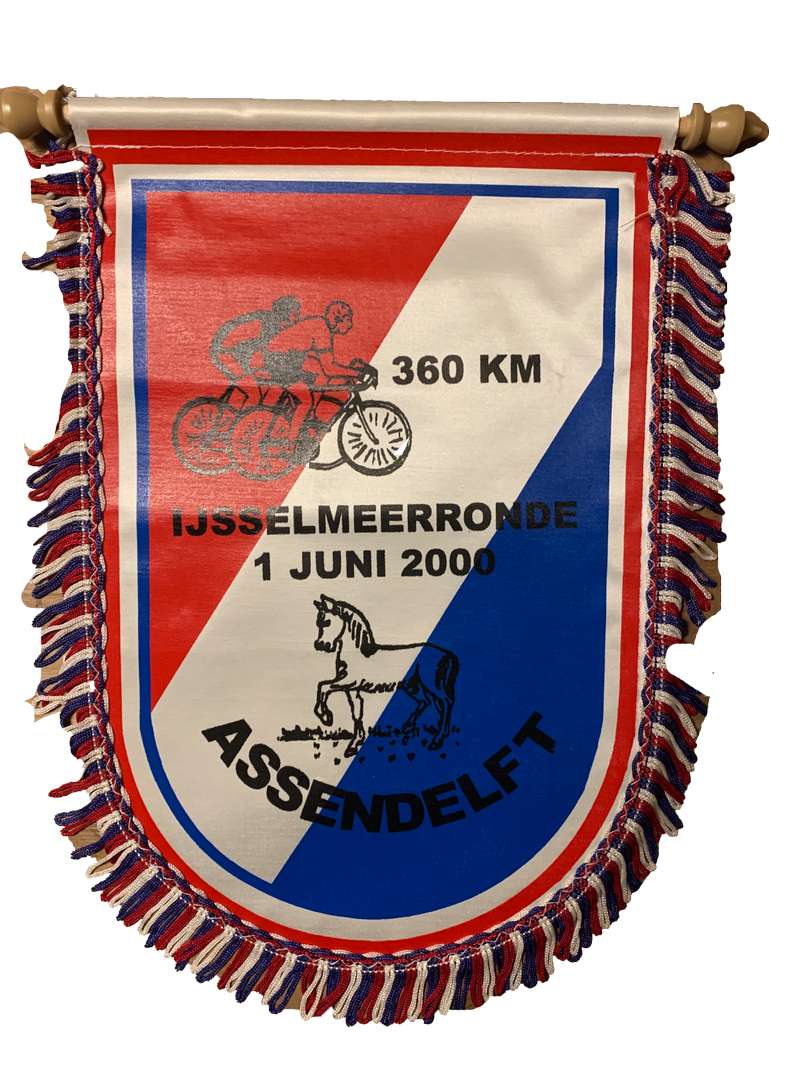 360 KM
IJSSELMEERRONDE
1 JUNI 2000
ASSENDELFT